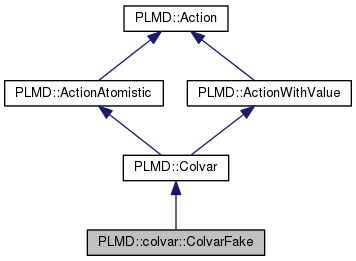 PLMD::Action
PLMD::ActionAtomistic
PLMD::ActionWithValue
PLMD::Colvar
PLMD::colvar::ColvarFake